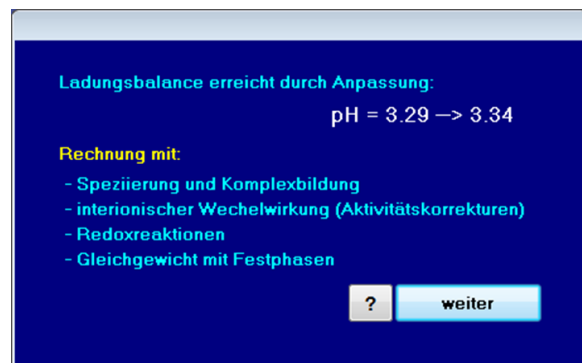 Ladungsbalance erreicht durch Anpassung:
pH = 3.29 —> 3.34
Rechnung mit:
- Speziierung und Komplexbildung
- interionischer Wechelwirkung (Aktivitätskorrekturen)
- Redoxreaktionen
- Gleichgewicht mit Festphasen
? weiter